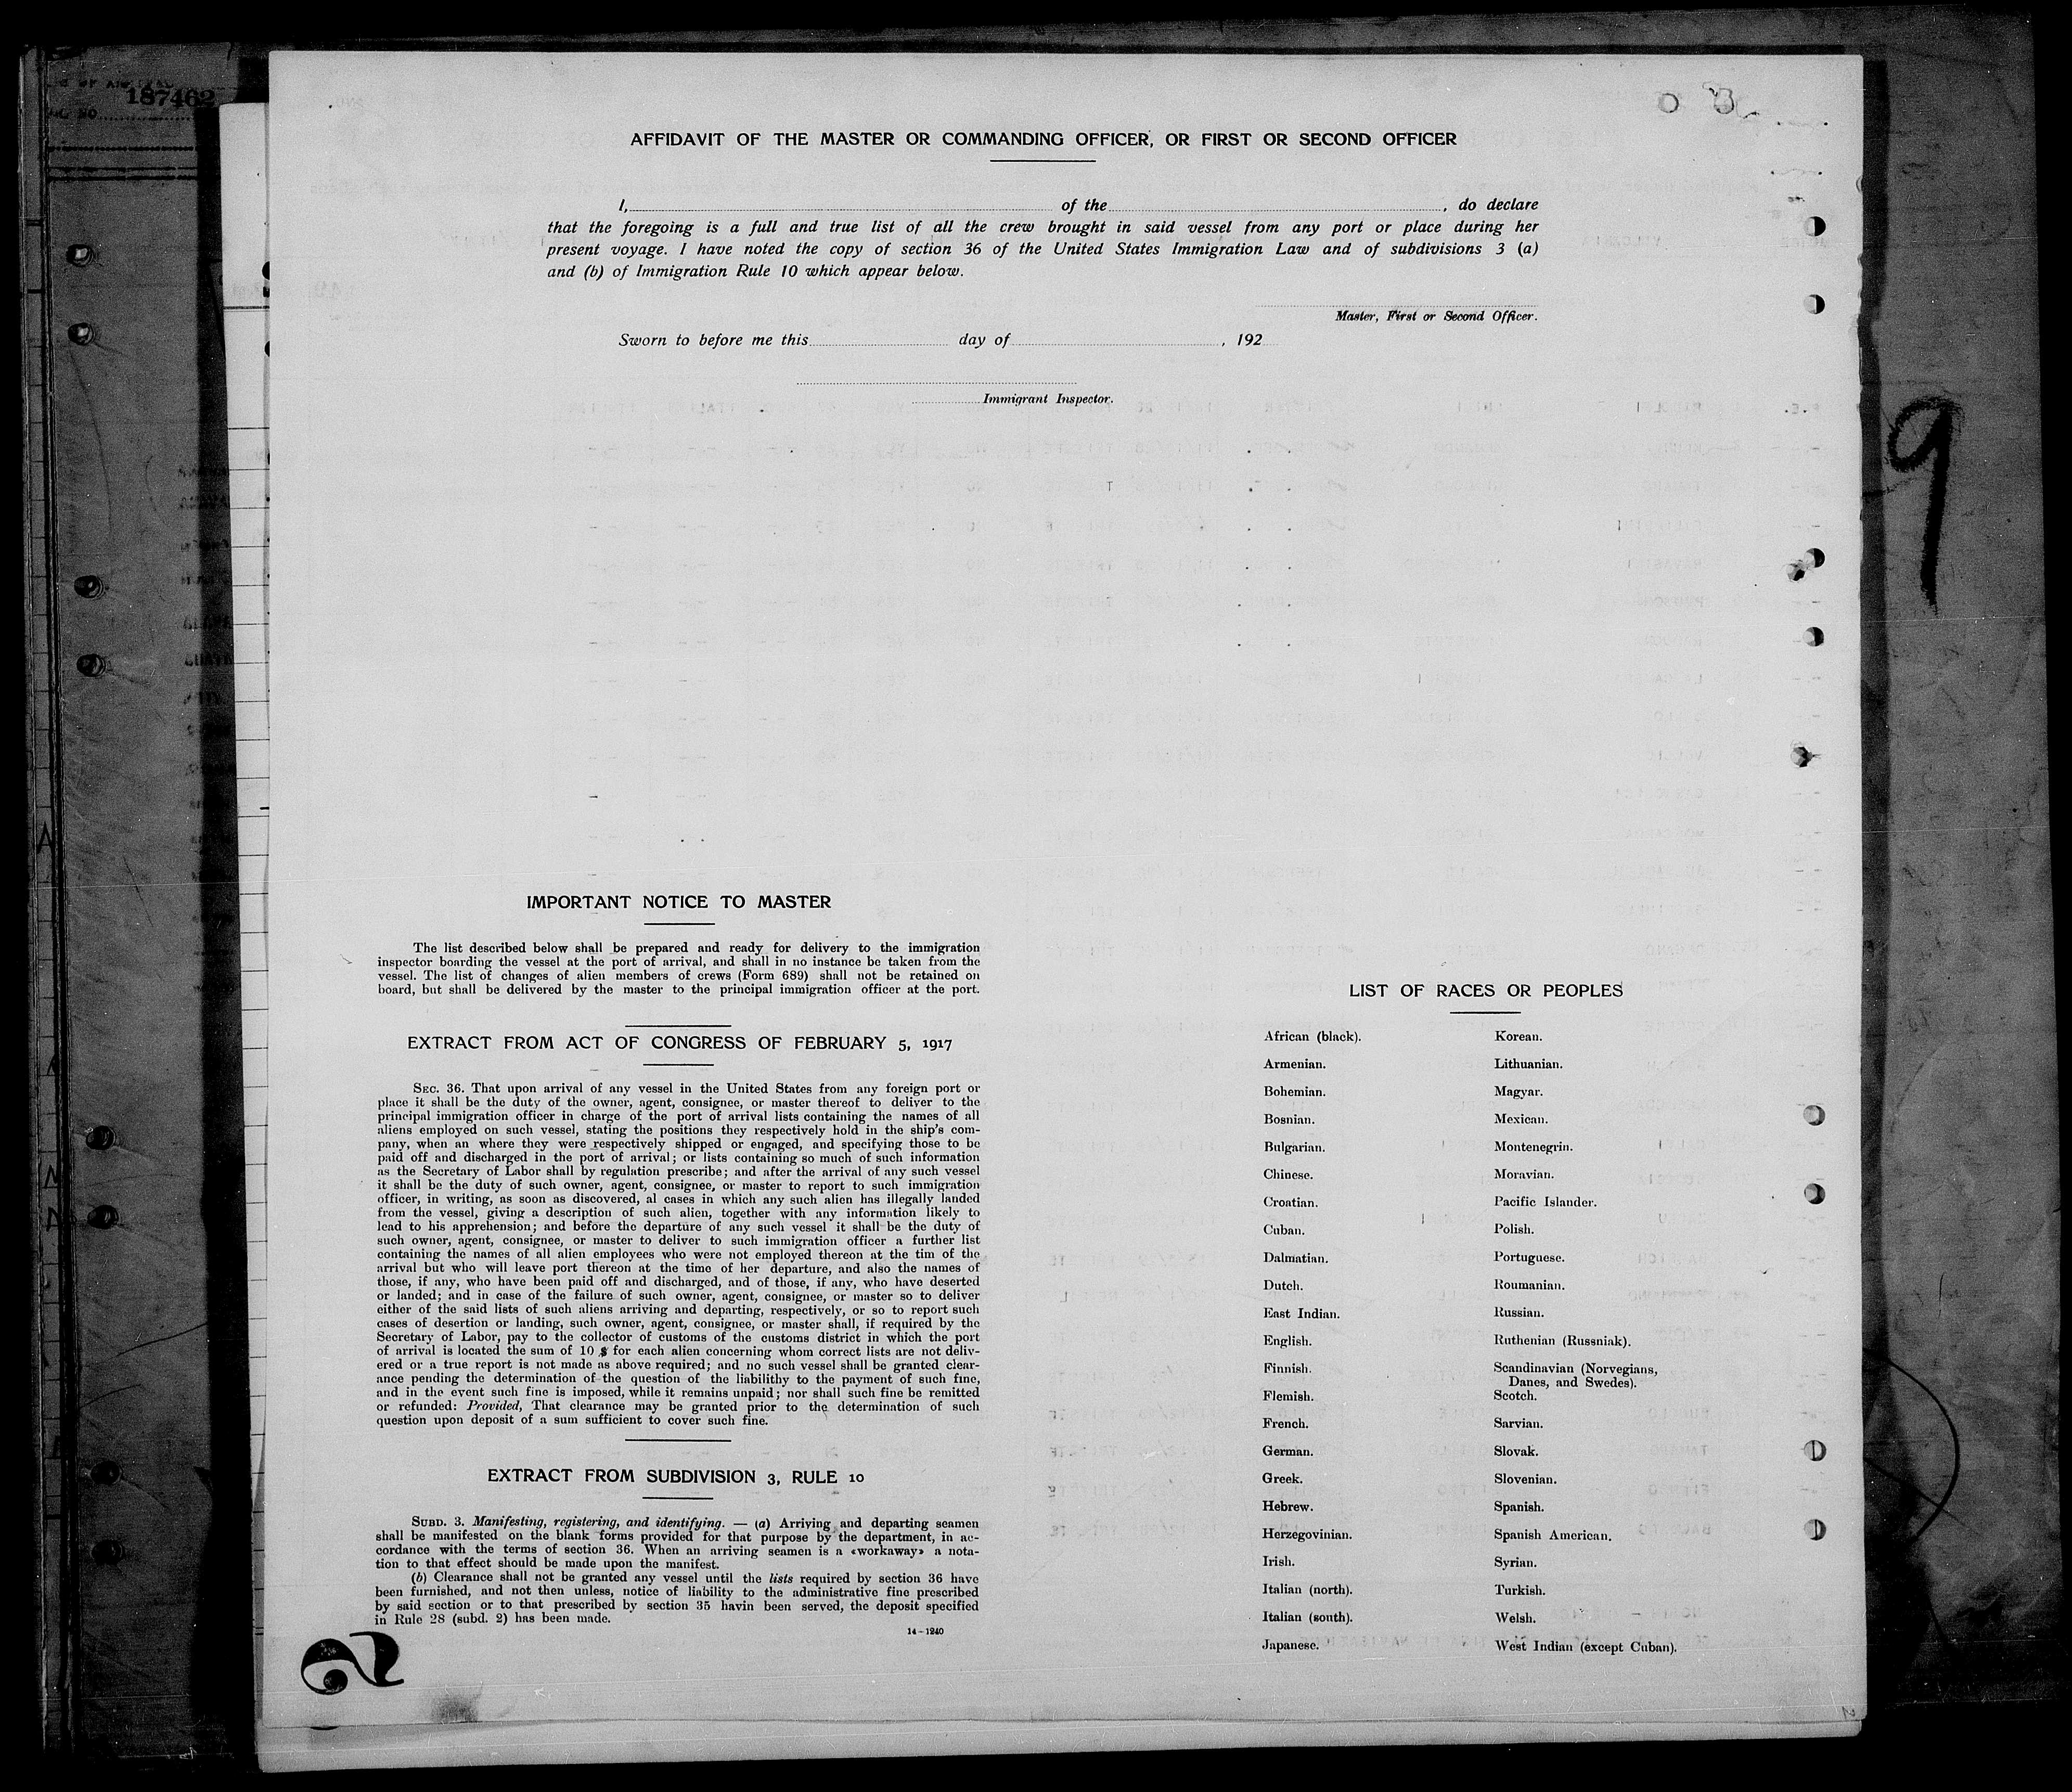 187462
AFFIDAVIT OF THE MASTER OR COMMANDING OFFICER, OR FIRST OR SECOND OFFICER
I, of the , do declare
that the foregoing is a full and true list of all the crew brought in said vessel from any port or place during her
present voyage. I have noted the copy of section 36 of the United States Immigration Law and of subdivisions 3 (a)
and (b) of Immigration Rule 10 which appear below.
Master, First or Second Officer.
Sworn to before me this day of , 192
Immigrant Inspector.
9
IMPORTANT NOTICE TO MASTER
The list described below shall be prepared and ready for delivery to the immigration
inspector boarding the vessel at the port of arrival, and shall in no instance be taken from the
vessel. The list of changes of alien members of crews (Form 689) shall not be retained on
board, but shall be delivered by the master to the principal immigration officer at the port.
EXTRACT FROM ACT OF CONGRESS OF FEBRUARY 5, 1917
SEC. 36. That upon arrival of any vessel in the United States from any foreign port or
place it shall be the duty of the owner, agent, consignee, or master thereof to deliver to the
principal immigration officer in charge of the port of arrival lists containing the names of all
aliens employed on such vessel, stating the positions they respectively hold in the ship's com-
pany, when an where they were respectively shipped or engaged, and specifying those to be
paid off and discharged in the port of arrival; or lists containing so much of such information
as the Secretary of Labor shall by regulation prescribe; and after the arrival of any such vessel
it shall be the duty of such owner, agent, consignee, or master to report to such immigration
officer, in writing, as soon as discovered, al cases in which any such alien has illegally landed
from the vessel, giving a description of such alien, together with any information likely to
lead to his apprehension; and before the departure of any such vessel it shall be the duty of
such owner, agent, consignee, or master to deliver to such immigration officer a further list
containing the names of all alien employees who were not employed thereon at the tim of the
arrival but who will leave port thereon at the time of her departure, and also the names of
those, if any, who have been paid off and discharged, and of those, if any, who have deserted
or landed; and in case of the failure of such owner, agent, consignee, or master so to deliver
either of the said lists of such aliens arriving and departing, respectively, or so to report such
cases of desertion or landing, such owner, agent, consignee, or master shall, if required by the
Secretary of Labor, pay to the collector of customs of the customs district in which the port
of arrival is located the sum of 10 $ for each alien concerning whom correct lists are not deliv-
ered or a true report is not made as above required; and no such vessel shall be granted clear-
ance pending the determination of the question of the liabilithy to the payment of such fine,
and in the event such fine is imposed, while it remains unpaid; nor shall such fine be remitted
or refunded: Provided, That clearance may be granted prior to the determination of such
question upon deposit of a sum sufficient to cover such fine.
EXTRACT FROM SUBDIVISION 3, RULE 10
SUBD. 3. Manifesting, registering, and identifying. — (a) Arriving and departing seamen
shall be manifested on the blank forms provided for that purpose by the department, in ac-
cordance with the terms of section 36. When an arriving seamen is a «workaway» a nota-
tion to that effect should be made upon the manifest.
(b) Clearance shall not be granted any vessel until the lists required by section 36 have
been furnished, and not then unless, notice of liability to the administrative fine prescribed
by said section or to that prescribed by section 35 havin been served, the deposit specified
in Rule 28 (subd. 2) has been made.
14-1240
2
LIST OF RACES OR PEOPLES
African (black).
Armenian.
Bohemian.
Bosnian.
Bulgarian.
Chinese.
Croatian.
Cuban.
Dalmatian.
Dutch.
East Indian.
English.
Finnish.
Flemish.
French.
German.
Greek.
Hebrew.
Herzegovinian.
Irish.
Italian (north).
Italian (south).
Japanese.
Korean.
Lithuanian.
Magyar.
Mexican.
Montenegrin.
Moravian.
Pacific Islander.
Polish.
Portuguese.
Roumanian.
Russian.
Ruthenian (Russniak).
Scandinavian (Norvegians,
Danes, and Swedes).
Scotch.
Sarvian.
Slovak.
Slovenian.
Spanish.
Spanish American.
Syrian.
Turkish.
Welsh.
West Indian (except Cuban).